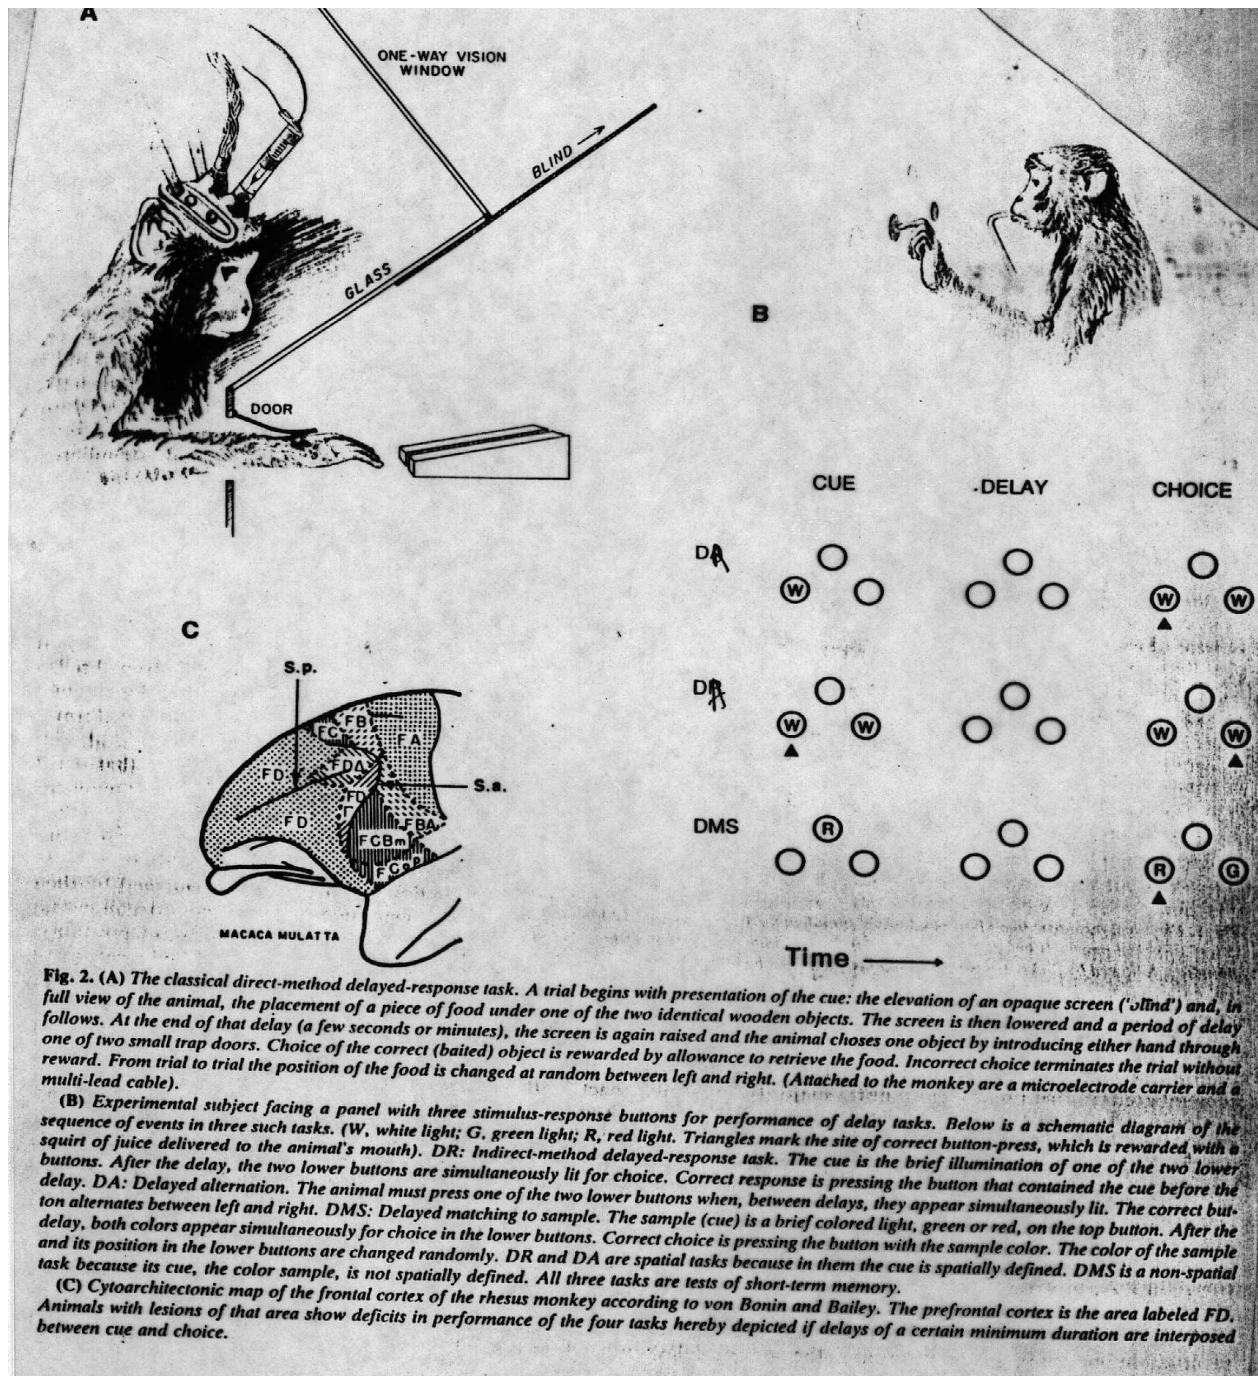 A
ONE-WAY VISION
WINDOW
BLIND
GLASS
DOOR
B
CUE
DELAY
CHOICE
W
W
W
W
W
W
W
DMS
R
R
G
Time
C
S.p.
FB
FC
FA
FDΔ
FD
FD
FD
Γ
S.a.
FBA
FCBm
FCop
MACACA MULATTA
Fig. 2. (A) The classical direct-method delayed-response task. A trial begins with presentation of the cue: the elevation of an opaque screen ('blind') and, in
full view of the animal, the placement of a piece of food under one of the two identical wooden objects. The screen is then lowered and a period of delay
follows. At the end of that delay (a few seconds or minutes), the screen is again raised and the animal choses one object by introducing either hand through
one of two small trap doors. Choice of the correct (baited) object is rewarded by allowance to retrieve the food. Incorrect choice terminates the trial without
reward. From trial to trial the position of the food is changed at random between left and right. (Attached to the monkey are a microelectrode carrier and a
multi-lead cable).
(B) Experimental subject facing a panel with three stimulus-response buttons for performance of delay tasks. Below is a schematic diagram of the
sequence of events in three such tasks. (W, white light; G, green light; R, red light. Triangles mark the site of correct button-press, which is rewarded with a
squirt of juice delivered to the animal's mouth). DR: Indirect-method delayed-response task. The cue is the brief illumination of one of the two lower
buttons. After the delay, the two lower buttons are simultaneously lit for choice. Correct response is pressing the button that contained the cue before the
delay. DA: Delayed alternation. The animal must press one of the two lower buttons when, between delays, they appear simultaneously lit. The correct but-
ton alternates between left and right. DMS: Delayed matching to sample. The sample (cue) is a brief colored light, green or red, on the top button. After the
delay, both colors appear simultaneously for choice in the lower buttons. Correct choice is pressing the button with the sample color. The color of the sample
and its position in the lower buttons are changed randomly. DR and DA are spatial tasks because in them the cue is spatially defined. DMS is a non-spatial
task because its cue, the color sample, is not spatially defined. All three tasks are tests of short-term memory.
(C) Cytoarchitectonic map of the frontal cortex of the rhesus monkey according to von Bonin and Bailey. The prefrontal cortex is the area labeled FD.
Animals with lesions of that area show deficits in performance of the four tasks hereby depicted if delays of a certain minimum duration are interposed
between cue and choice.